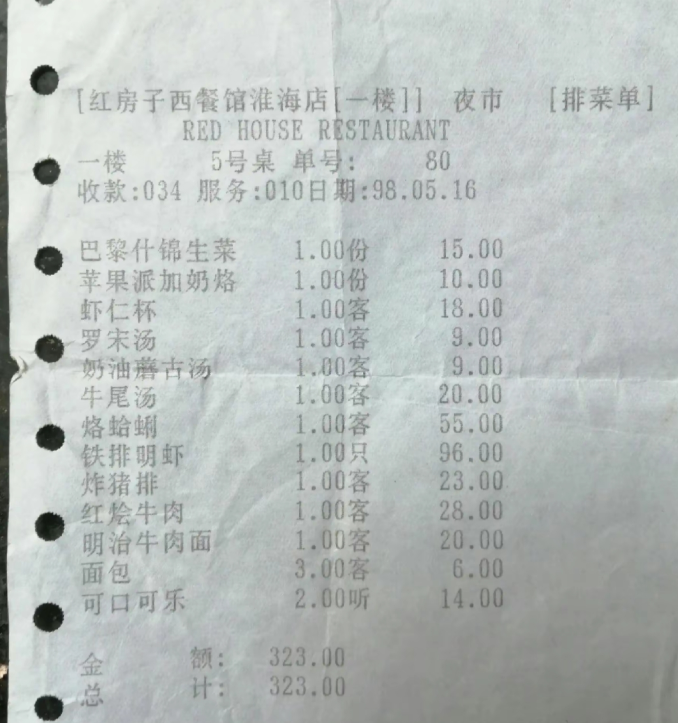 [红房子西餐馆淮海店[一楼]] 夜市 [排菜单]
RED HOUSE RESTAURANT
一楼 5号桌 单号: 80
收款:034 服务:010日期:98.05.16
巴黎什锦生菜 1.00份 15.00
苹果派加奶烙 1.00份 10.00
虾仁杯 1.00客 18.00
罗宋汤 1.00客 9.00
奶油蘑古汤 1.00客 9.00
牛尾汤 1.00客 20.00
烙蛤蜊 1.00客 55.00
铁排明虾 1.00只 96.00
炸猪排 1.00客 23.00
红烩牛肉 1.00客 28.00
明治牛肉面 1.00客 20.00
面包 3.00客 6.00
可口可乐 2.00听 14.00
金 额: 323.00
总 计: 323.00